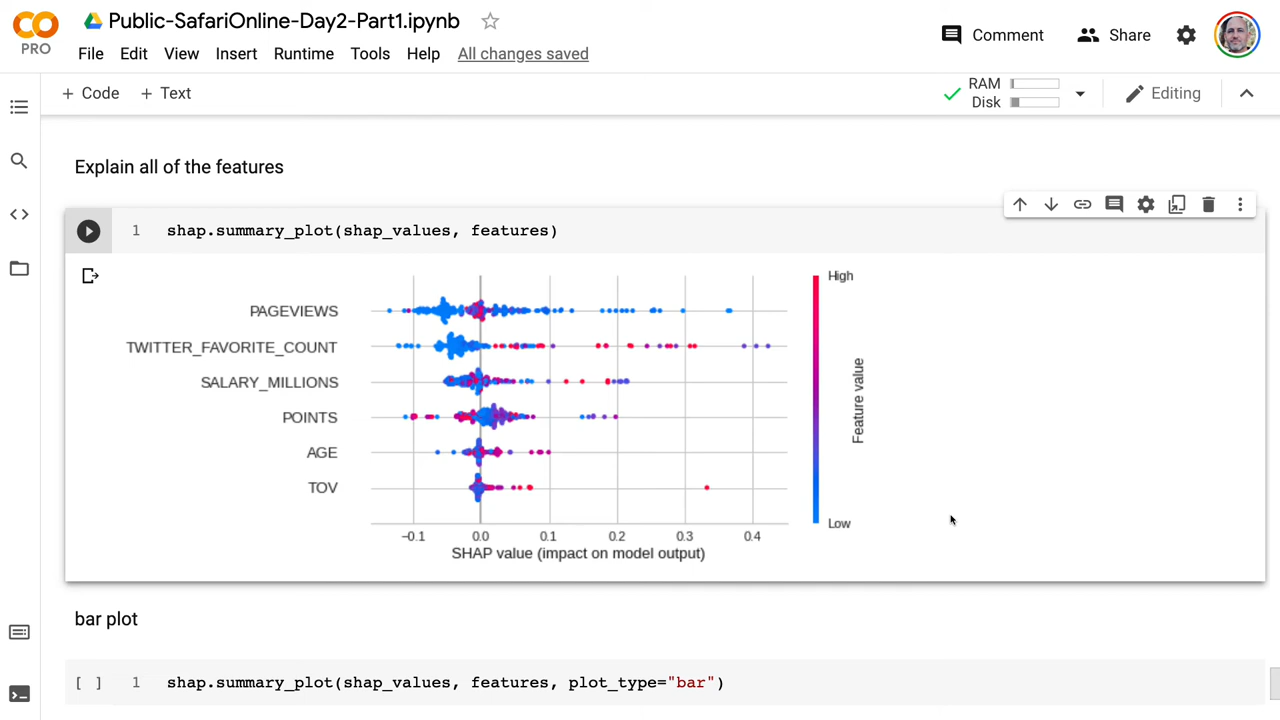 Public-SafariOnline-Day2-Part1.ipynb
PRO
File Edit View Insert Runtime Tools Help All changes saved
Comment Share
+ Code + Text
RAM
Disk
Editing
Explain all of the features
1 shap.summary_plot(shap_values, features)
High
PAGEVIEWS
TWITTER_FAVORITE_COUNT
SALARY_MILLIONS
POINTS
AGE
TOV
Feature value
Low
−0.1 0.0 0.1 0.2 0.3 0.4
SHAP value (impact on model output)
bar plot
[ ] 1 shap.summary_plot(shap_values, features, plot_type="bar")